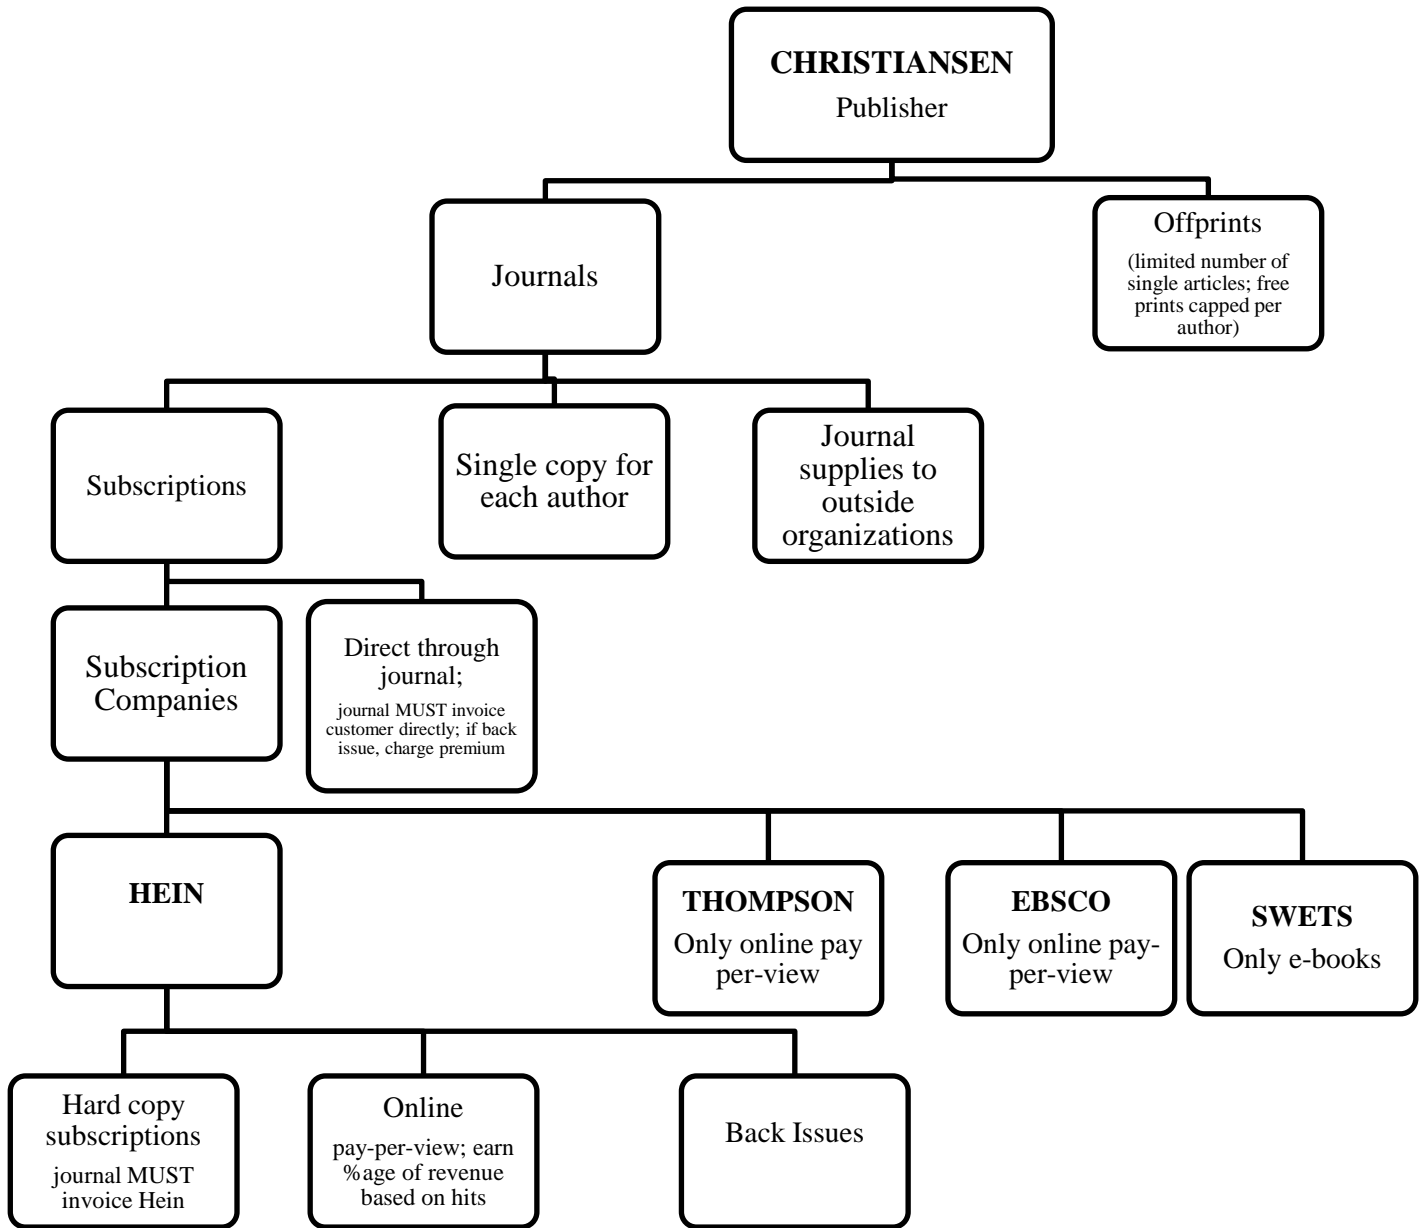 CHRISTIANSEN
Publisher
Journals
Offprints
(limited number of
single articles; free
prints capped per
author)
Subscriptions
Single copy for
each author
Journal
supplies to
outside
organizations
Subscription
Companies
Direct through
journal;
journal MUST invoice
customer directly; if back
issue, charge premium
HEIN
THOMPSON
Only online pay
per-view
EBSCO
Only online pay-
per-view
SWETS
Only e-books
Hard copy
subscriptions
journal MUST
invoice Hein
Online
pay-per-view; earn
%age of revenue
based on hits
Back Issues